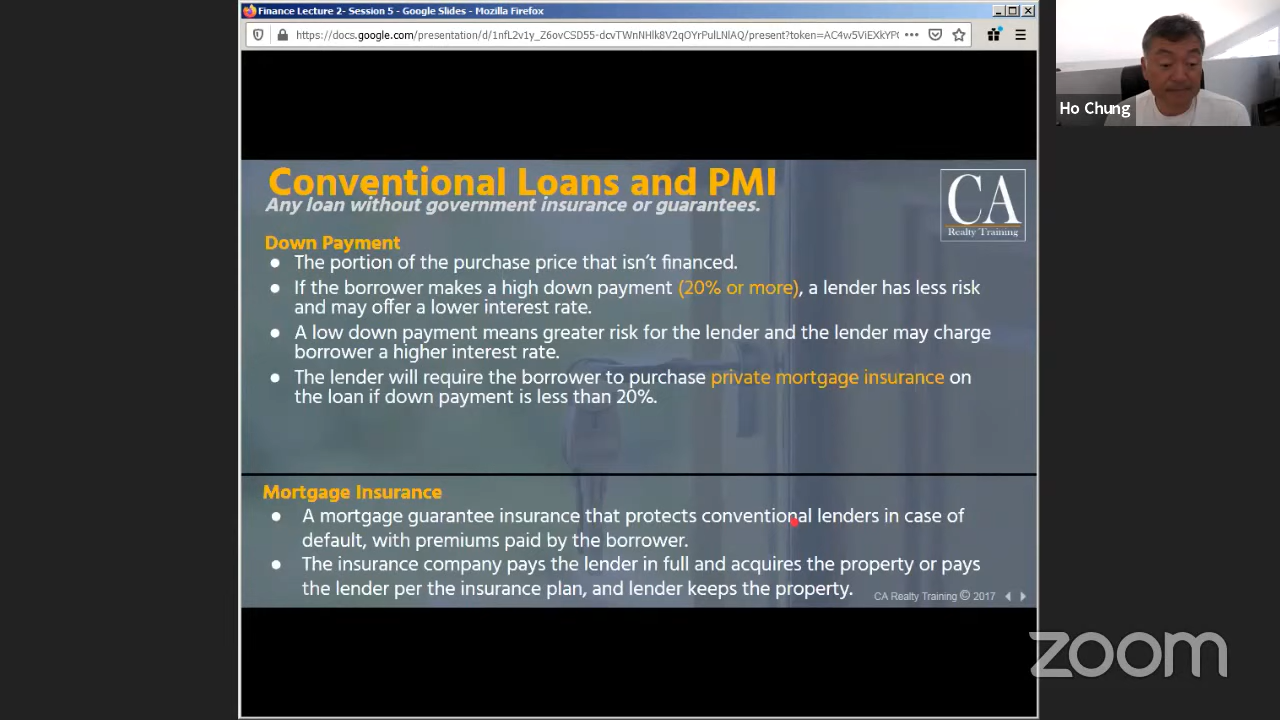 Finance Lecture 2- Session 5 - Google Slides - Mozilla Firefox
Ho Chung
Conventional Loans and PMI
Any loan without government insurance or guarantees.
CA
Realty Training
Down Payment
● The portion of the purchase price that isn't financed.
● If the borrower makes a high down payment (20% or more), a lender has less risk
and may offer a lower interest rate.
● A low down payment means greater risk for the lender and the lender may charge
borrower a higher interest rate.
● The lender will require the borrower to purchase private mortgage insurance on
the loan if down payment is less than 20%.
Mortgage Insurance
● A mortgage guarantee insurance that protects conventional lenders in case of
default, with premiums paid by the borrower.
● The insurance company pays the lender in full and acquires the property or pays
the lender per the insurance plan, and lender keeps the property.
CA Realty Training © 2017
zoom